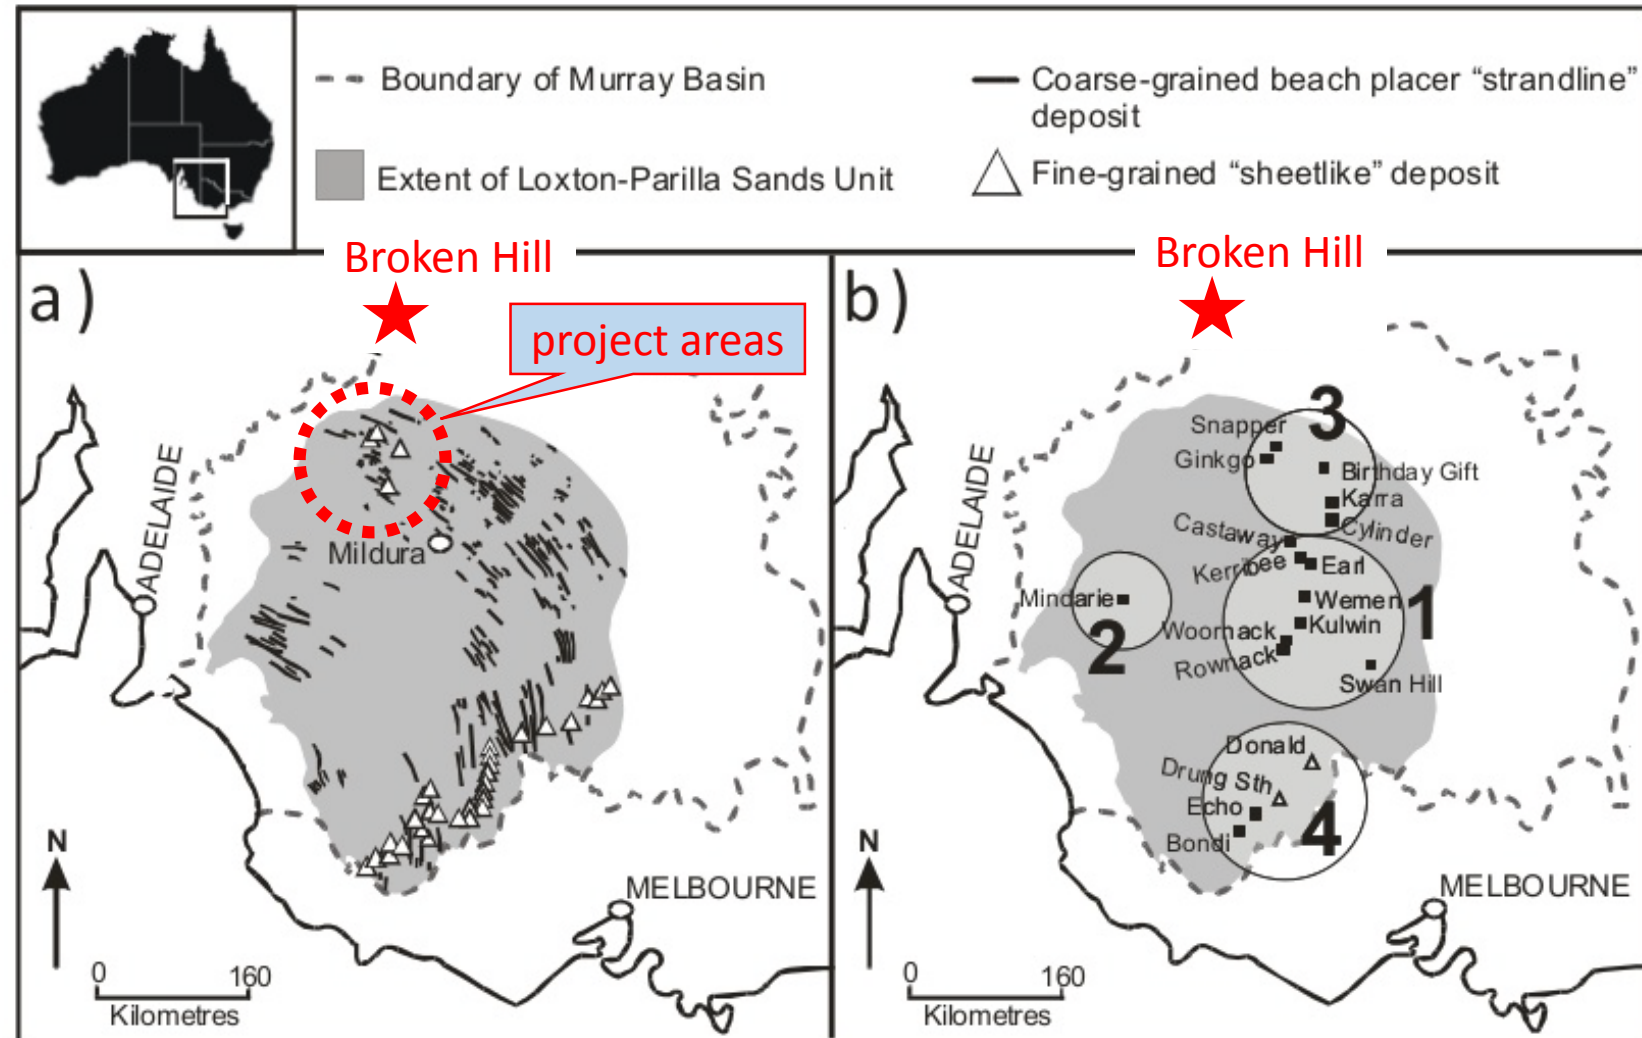 Boundary of Murray Basin
Extent of Loxton-Parilla Sands Unit
Coarse-grained beach placer “strandline”
deposit
Fine-grained “sheetlike” deposit
Broken Hill
a)
project areas
ADELAIDE
Mildura
N
MELBOURNE
0 160
Kilometres
Broken Hill
b)
3
Snapper
Ginkgo
Birthday Gift
Karra
Cylinder
Castaway
Kerribee
Earl
ADELAIDE
Mindarie
2
Wemen
1
Kulwin
Woornack
Rownack
Swan Hill
Donald
Drung Sth
Echo
4
Bondi
N
MELBOURNE
0 160
Kilometres